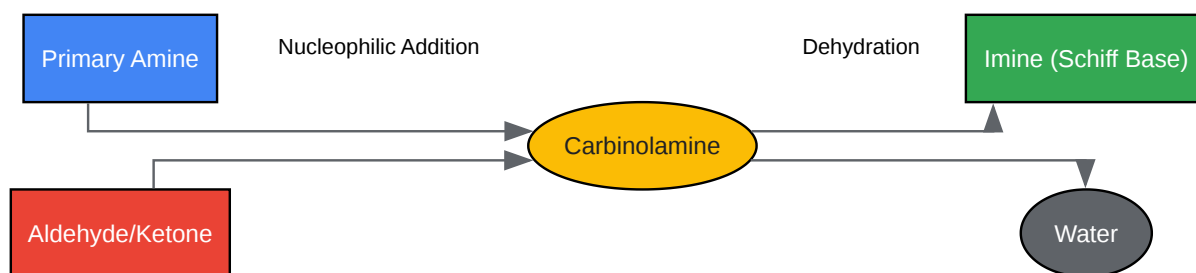 Primary Amine
Nucleophilic Addition
Dehydration
Imine (Schiff Base)
Carbinolamine
Aldehyde/Ketone
Water